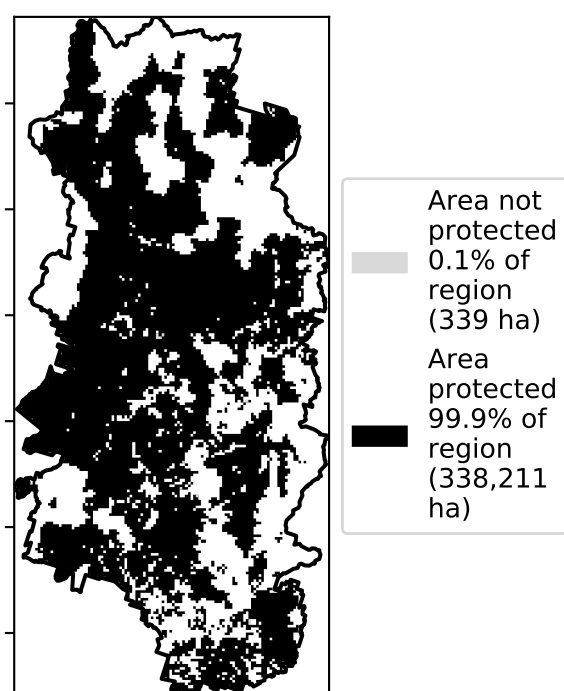 Area not
protected
0.1% of
region
(339 ha)
Area
protected
99.9% of
region
(338,211
ha)